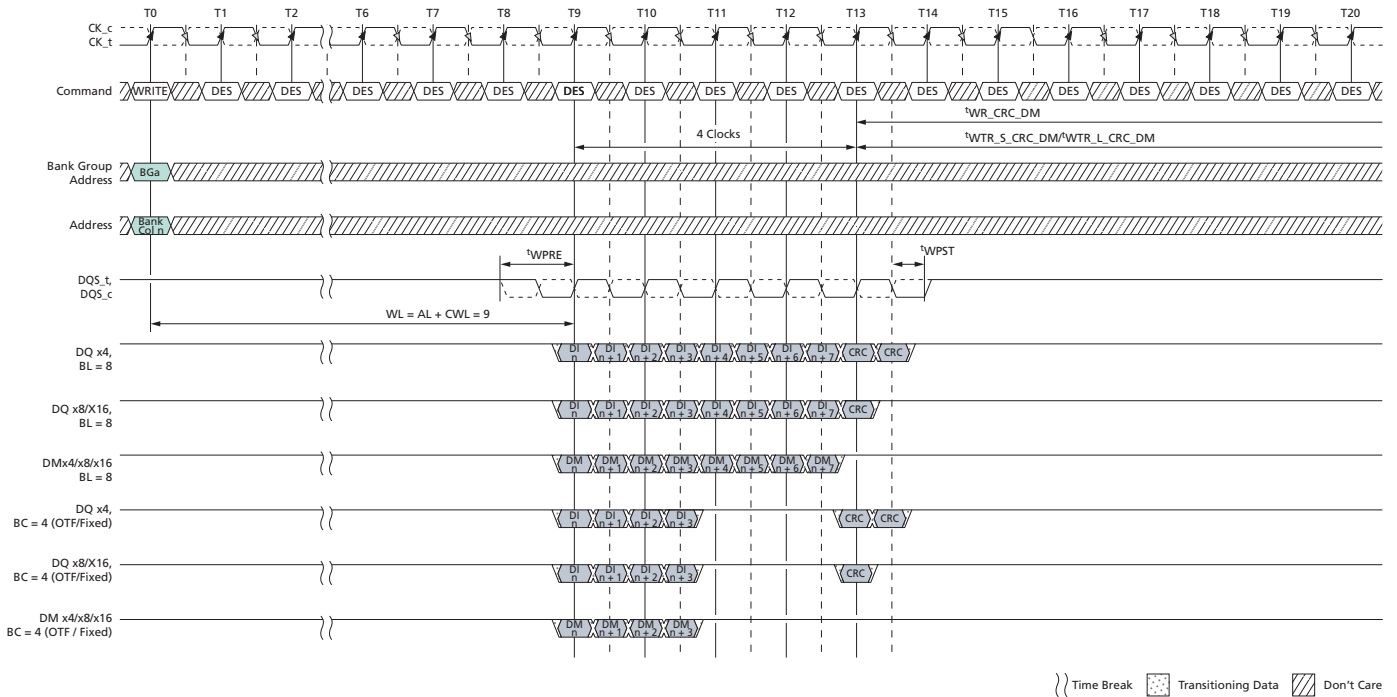 T0 T1 T2 T6 T7 T8 T9 T10 T11 T12 T13 T14 T15 T16 T17 T18 T19 T20
CK_c
CK_t
Command WRITE DES DES DES DES DES DES DES DES DES DES DES DES DES DES DES DES DES
tWR_CRC_DM
4 Clocks tWTR_S_CRC_DM/tWTR_L_CRC_DM
Bank Group
Address
BGa
Address
Bank
Col n
tWPRE tWPST
DQS_t,
DQS_c
WL = AL + CWL = 9
DQ x4,
BL = 8
DI n DI n + 1 DI n + 2 DI n + 3 DI n + 4 DI n + 5 DI n + 6 DI n + 7 CRC CRC
DQ x8/X16,
BL = 8
DI n DI n + 1 DI n + 2 DI n + 3 DI n + 4 DI n + 5 DI n + 6 DI n + 7 CRC
DMx4/x8/x16
BL = 8
DM n DM n + 1 DM n + 2 DM n + 3 DM n + 4 DM n + 5 DM n + 6 DM n + 7
DQ x4,
BC = 4 (OTF/Fixed)
DI n DI n + 1 DI n + 2 DI n + 3 CRC CRC
DQ x8/X16,
BC = 4 (OTF/Fixed)
DI n DI n + 1 DI n + 2 DI n + 3 CRC
DM x4/x8/x16
BC = 4 (OTF / Fixed)
DM n DM n + 1 DM n + 2 DM n + 3
Time Break Transitioning Data Don't Care